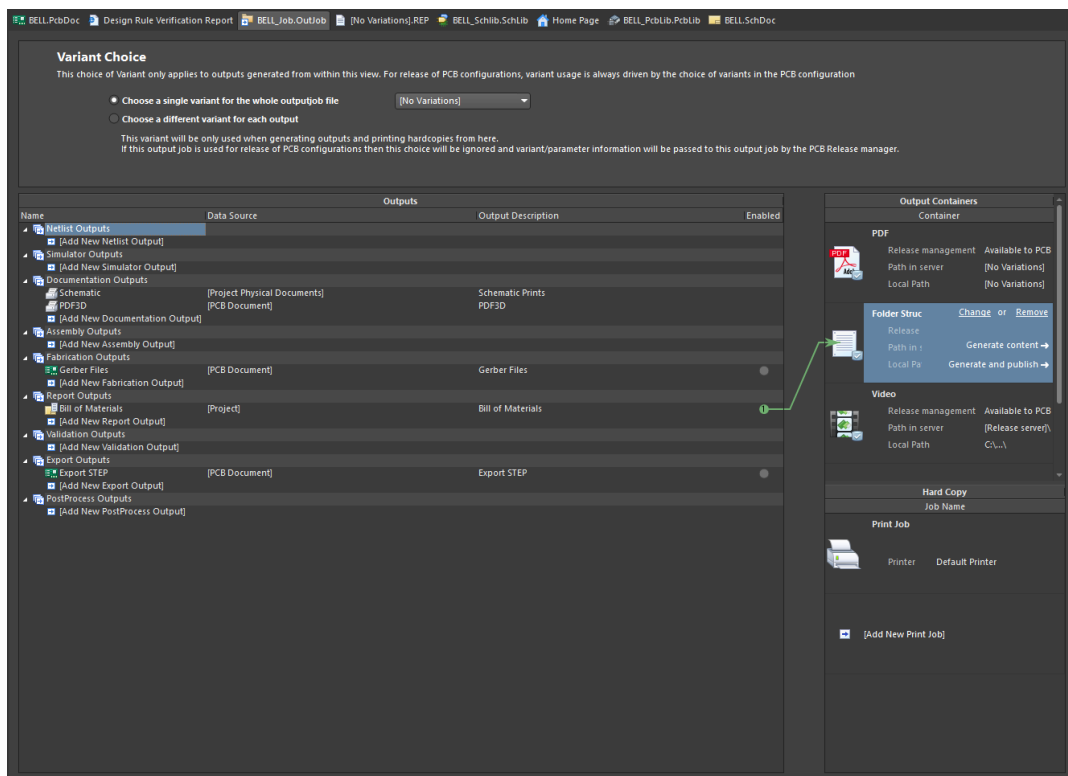 BELL.PcbDoc Design Rule Verification Report BELL_Job.OutJob [No Variations].REP BELL_Schlib.SchLib Home Page BELL_PcbLib.PcbLib BELL.SchDoc
Variant Choice
This choice of Variant only applies to outputs generated from within this view. For release of PCB configurations, variant usage is always driven by the choice of variants in the PCB configuration
Choose a single variant for the whole outputjob file [No Variations]
Choose a different variant for each output
This variant will be only used when generating outputs and printing hardcopies from here.
If this output job is used for release of PCB configurations then this choice will be ignored and variant/parameter information will be passed to this output job by the PCB Release manager.
Outputs
Name Data Source Output Description Enabled
Netlist Outputs
[Add New Netlist Output]
Simulator Outputs
[Add New Simulator Output]
Documentation Outputs
Schematic [Project Physical Documents] Schematic Prints
PDF3D [PCB Document] PDF3D
[Add New Documentation Output]
Assembly Outputs
[Add New Assembly Output]
Fabrication Outputs
Gerber Files [PCB Document] Gerber Files
[Add New Fabrication Output]
Report Outputs
Bill of Materials [Project] Bill of Materials 1
[Add New Report Output]
Validation Outputs
[Add New Validation Output]
Export Outputs
Export STEP [PCB Document] Export STEP
[Add New Export Output]
PostProcess Outputs
[Add New PostProcess Output]
Output Containers
Container
PDF
PDF
Adobe
Release management Available to PCB
Path in server [No Variations]
Local Path [No Variations]
Folder Struc Change or Remove
Release
Path in s Generate content
Local Pa Generate and publish
Video
Release management Available to PCB
Path in server [Release server]\
Local Path C:\...\
Hard Copy
Job Name
Print Job
Printer Default Printer
[Add New Print Job]